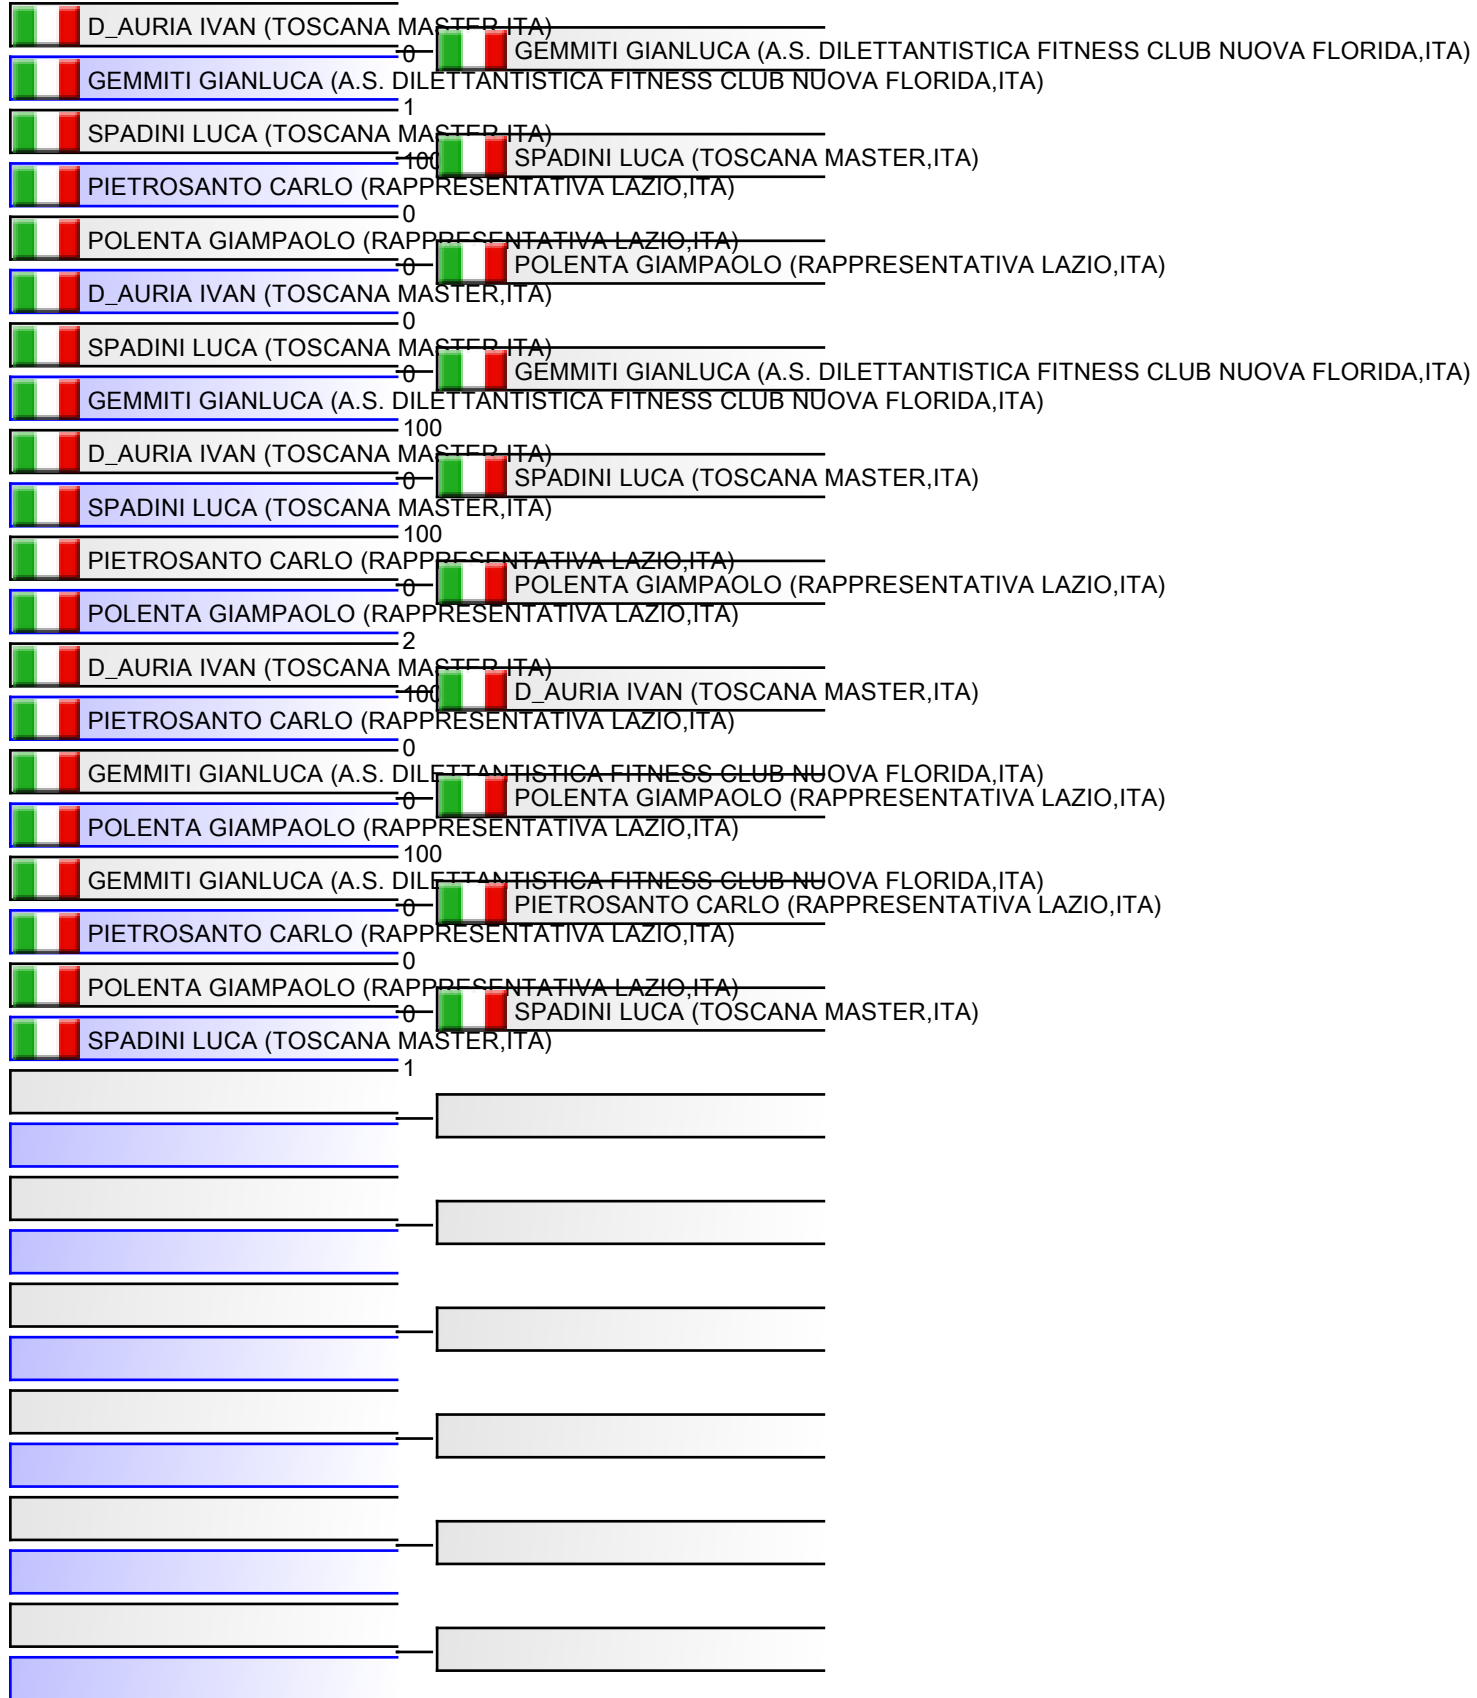 D_AURIA IVAN (TOSCANA MASTER,ITA)
0
GEMMITI GIANLUCA (A.S. DILETTANTISTICA FITNESS CLUB NUOVA FLORIDA,ITA)
GEMMITI GIANLUCA (A.S. DILETTANTISTICA FITNESS CLUB NUOVA FLORIDA,ITA)
1
SPADINI LUCA (TOSCANA MASTER,ITA)
100
SPADINI LUCA (TOSCANA MASTER,ITA)
PIETROSANTO CARLO (RAPPRESENTATIVA LAZIO,ITA)
0
POLENTA GIAMPAOLO (RAPPRESENTATIVA LAZIO,ITA)
0
POLENTA GIAMPAOLO (RAPPRESENTATIVA LAZIO,ITA)
D_AURIA IVAN (TOSCANA MASTER,ITA)
0
SPADINI LUCA (TOSCANA MASTER,ITA)
0
GEMMITI GIANLUCA (A.S. DILETTANTISTICA FITNESS CLUB NUOVA FLORIDA,ITA)
GEMMITI GIANLUCA (A.S. DILETTANTISTICA FITNESS CLUB NUOVA FLORIDA,ITA)
100
D_AURIA IVAN (TOSCANA MASTER,ITA)
0
SPADINI LUCA (TOSCANA MASTER,ITA)
SPADINI LUCA (TOSCANA MASTER,ITA)
100
PIETROSANTO CARLO (RAPPRESENTATIVA LAZIO,ITA)
0
POLENTA GIAMPAOLO (RAPPRESENTATIVA LAZIO,ITA)
POLENTA GIAMPAOLO (RAPPRESENTATIVA LAZIO,ITA)
2
D_AURIA IVAN (TOSCANA MASTER,ITA)
100
D_AURIA IVAN (TOSCANA MASTER,ITA)
PIETROSANTO CARLO (RAPPRESENTATIVA LAZIO,ITA)
0
GEMMITI GIANLUCA (A.S. DILETTANTISTICA FITNESS CLUB NUOVA FLORIDA,ITA)
0
POLENTA GIAMPAOLO (RAPPRESENTATIVA LAZIO,ITA)
POLENTA GIAMPAOLO (RAPPRESENTATIVA LAZIO,ITA)
100
GEMMITI GIANLUCA (A.S. DILETTANTISTICA FITNESS CLUB NUOVA FLORIDA,ITA)
0
PIETROSANTO CARLO (RAPPRESENTATIVA LAZIO,ITA)
PIETROSANTO CARLO (RAPPRESENTATIVA LAZIO,ITA)
0
POLENTA GIAMPAOLO (RAPPRESENTATIVA LAZIO,ITA)
0
SPADINI LUCA (TOSCANA MASTER,ITA)
SPADINI LUCA (TOSCANA MASTER,ITA)
1